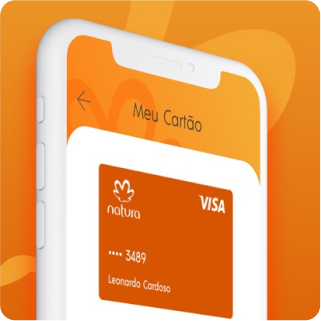 Meu Cartão
natura
VISA
•••• 3489
Leonardo Cardoso